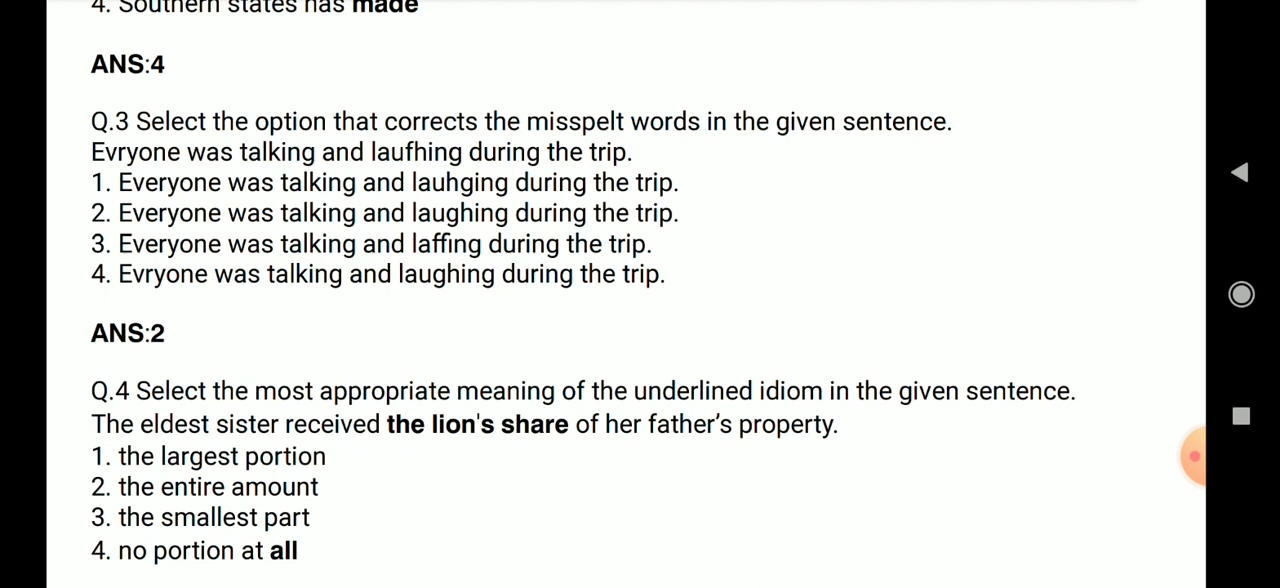 4. Southern states has made
ANS:4
Q.3 Select the option that corrects the misspelt words in the given sentence.
Evryone was talking and laufhing during the trip.
1. Everyone was talking and lauhging during the trip.
2. Everyone was talking and laughing during the trip.
3. Everyone was talking and laffing during the trip.
4. Evryone was talking and laughing during the trip.
ANS:2
Q.4 Select the most appropriate meaning of the underlined idiom in the given sentence.
The eldest sister received the lion's share of her father’s property.
1. the largest portion
2. the entire amount
3. the smallest part
4. no portion at all